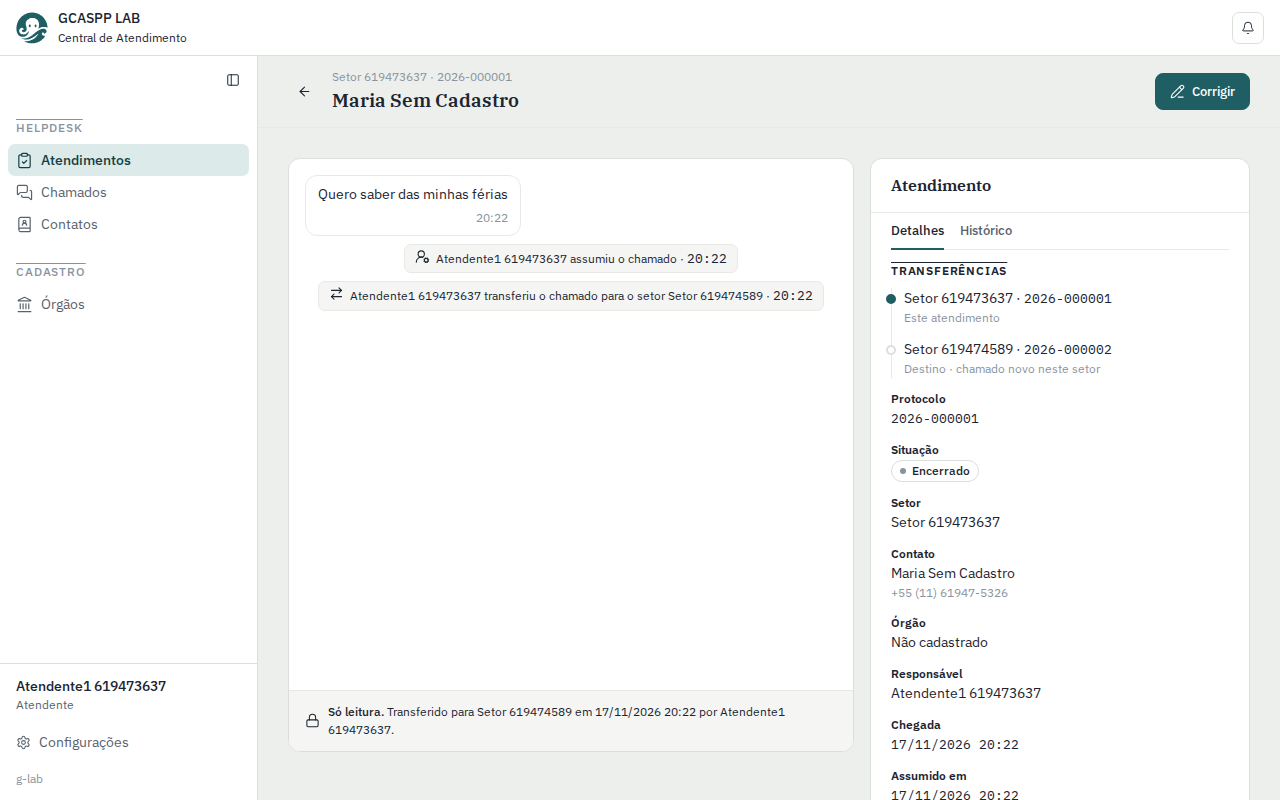 GCASPP LAB
Central de Atendimento
HELPDESK
Atendimentos
Chamados
Contatos
CADASTRO
Órgãos
Atendente1 619473637
Atendente
Configurações
g-lab
Setor 619473637 · 2026-000001
Maria Sem Cadastro
Corrigir
Quero saber das minhas férias
20:22
Atendente1 619473637 assumiu o chamado · 20:22
Atendente1 619473637 transferiu o chamado para o setor Setor 619474589 · 20:22
Só leitura. Transferido para Setor 619474589 em 17/11/2026 20:22 por Atendente1
619473637.
Atendimento
Detalhes Histórico
TRANSFERÊNCIAS
Setor 619473637 · 2026-000001
Este atendimento
Setor 619474589 · 2026-000002
Destino · chamado novo neste setor
Protocolo
2026-000001
Situação
Encerrado
Setor
Setor 619473637
Contato
Maria Sem Cadastro
+55 (11) 61947-5326
Órgão
Não cadastrado
Responsável
Atendente1 619473637
Chegada
17/11/2026 20:22
Assumido em
17/11/2026 20:22